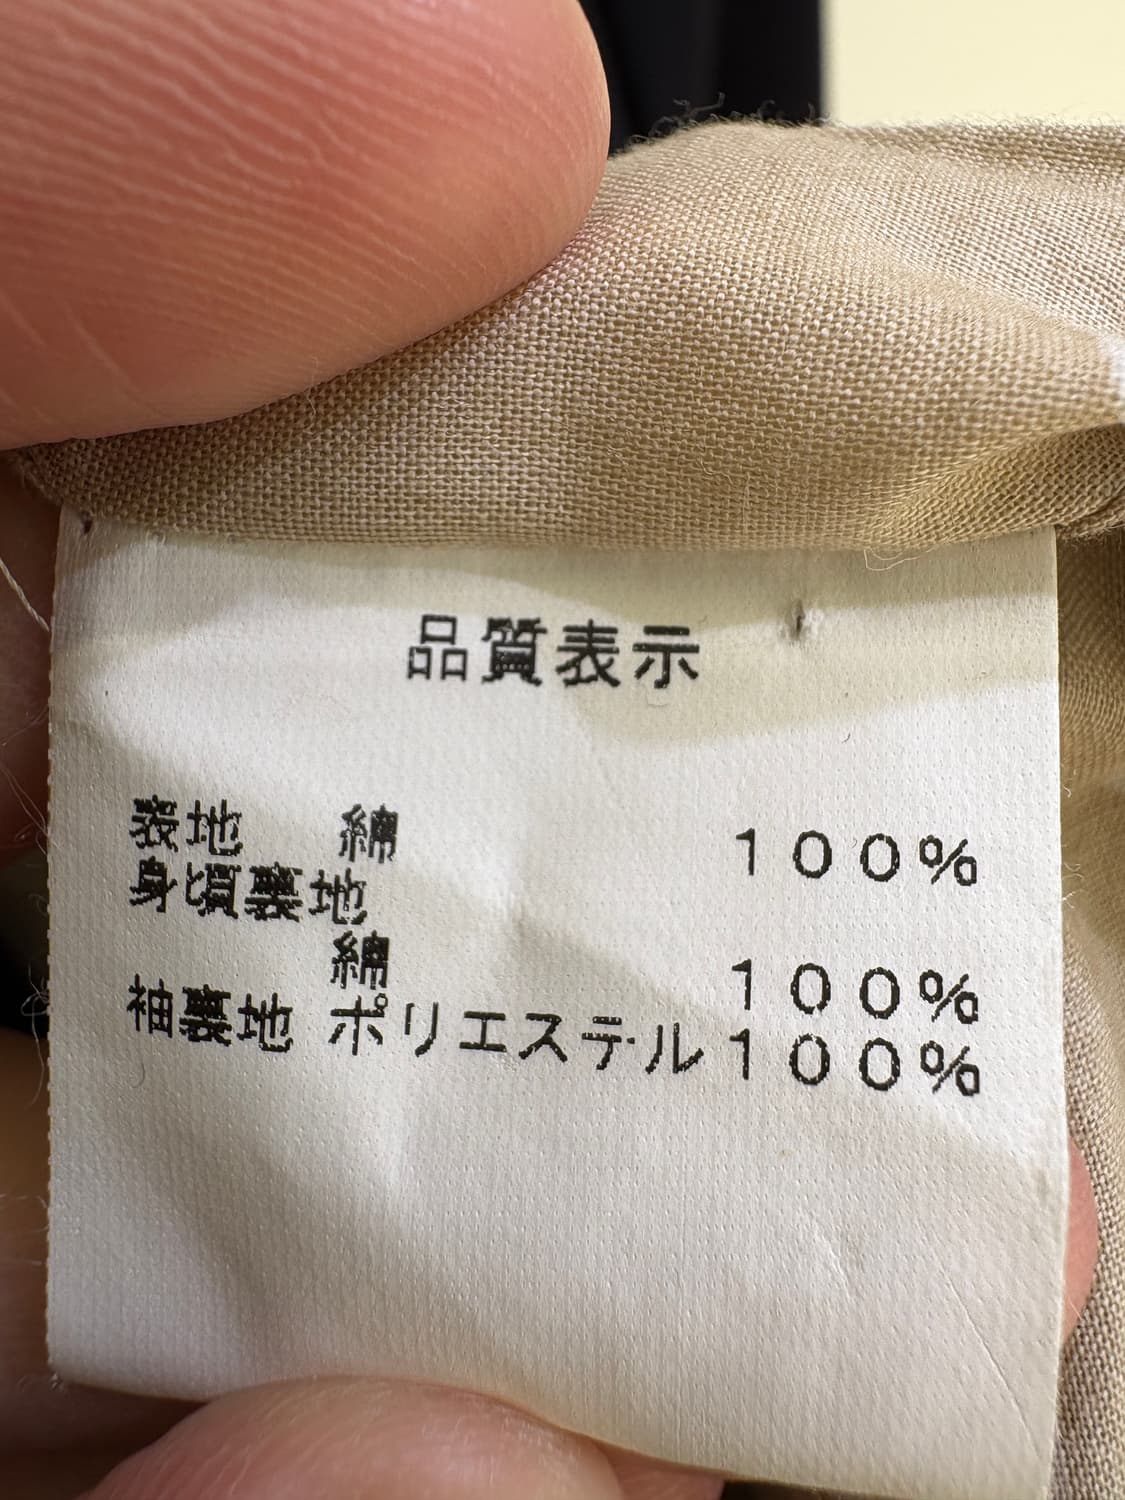 品質表示
表地 綿 100%
身頃裏地
綿 100%
袖裏地 ポリエステル100%